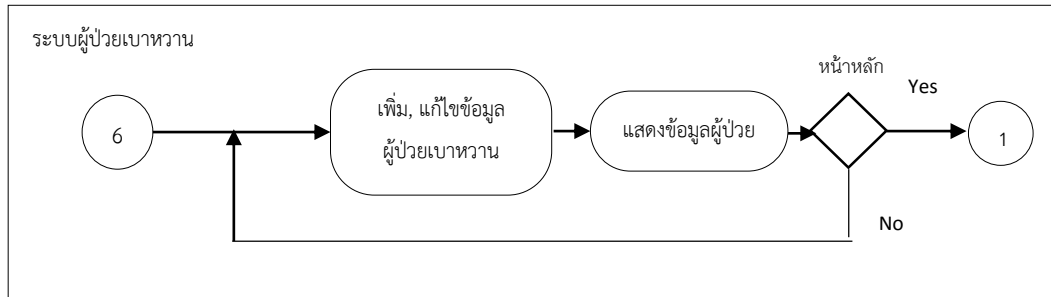 ระบบผู้ป่วยเบาหวาน
6
เพิ่ม, แก้ไขข้อมูล
ผู้ป่วยเบาหวาน
แสดงข้อมูลผู้ป่วย
หน้าหลัก
Yes
1
No